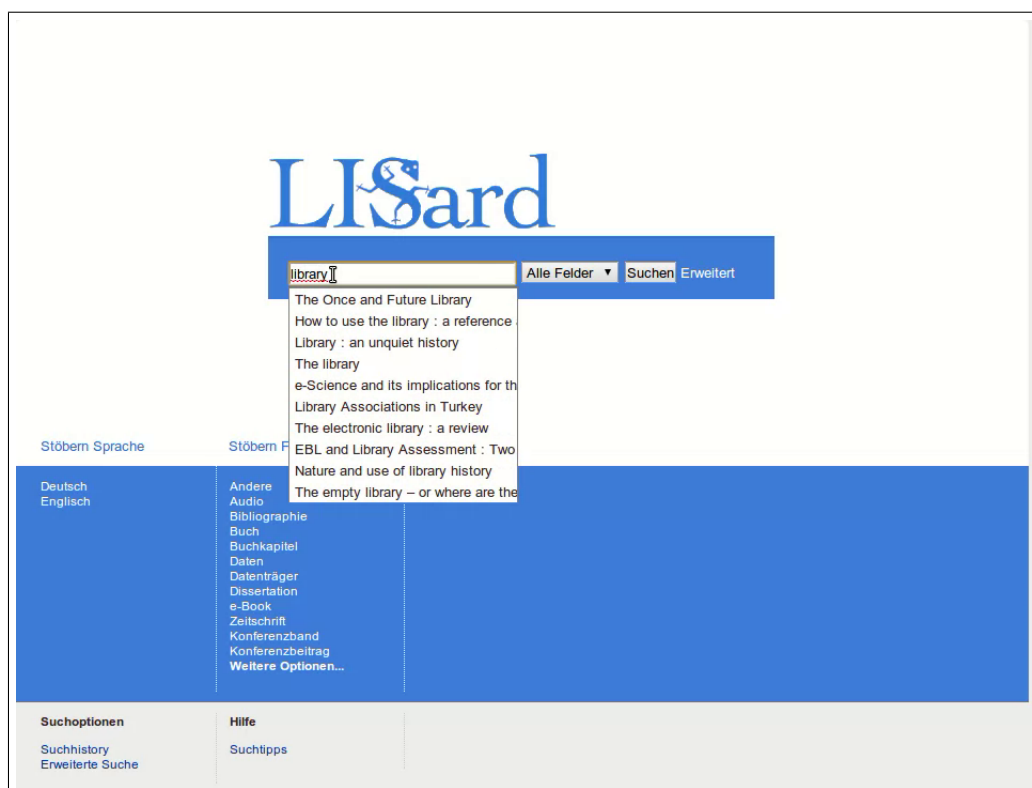 LISard
library
Alle Felder
Suchen
Erweitert
The Once and Future Library
How to use the library : a reference
Library : an unquiet history
The library
e-Science and its implications for th
Library Associations in Turkey
The electronic library : a review
EBL and Library Assessment : Two
Nature and use of library history
The empty library – or where are the
Stöbern Sprache
Deutsch
Englisch
Stöbern F
Andere
Audio
Bibliographie
Buch
Buchkapitel
Daten
Datenträger
Dissertation
e-Book
Zeitschrift
Konferenzband
Konferenzbeitrag
Weitere Optionen...
Suchoptionen
Suchhistory
Erweiterte Suche
Hilfe
Suchtipps